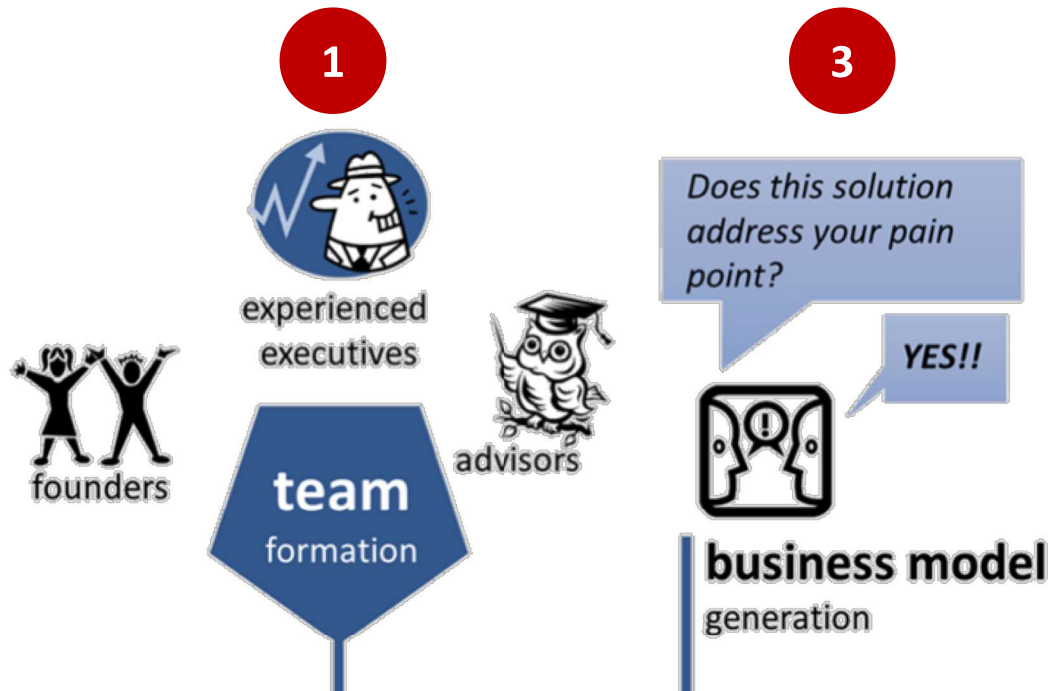 1
3
experienced
executives
founders
advisors
team
formation
Does this solution
address your pain
point?
YES!!
business model
generation